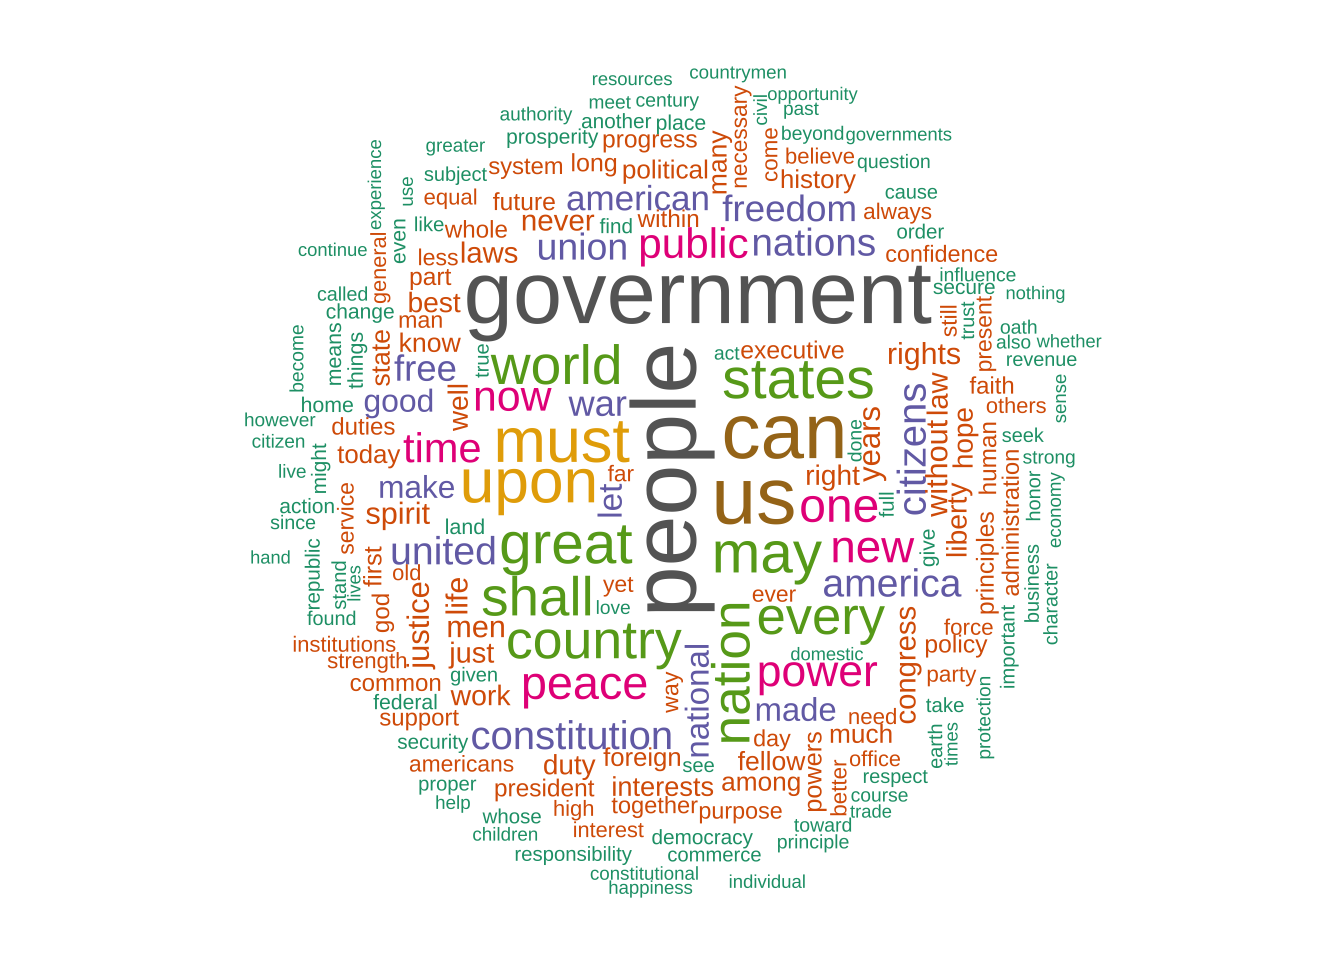 countrymen
resources
opportunity
meet
century
necessary
civil
past
authority
another
place
many
come
beyond
governments
prosperity
progress
greater
experience
system
long
political
believe
question
subject
history
use
equal
future
american
freedom
cause
always
like
whole
never
find
within
order
continue
general
even
less
laws
union
public
nations
confidence
part
government
influence
secure
nothing
called
best
change
man
still
trust
present
oath
become
means
things
state
know
true
world
people
act
executive
rights
also
whether
revenue
free
states
citizens
law
faith
sense
home
good
well
now
war
can
years
others
however
duties
done
without
hope
human
seek
citizen
today
time
must
strong
live
might
make
upon
far
let
us
right
liberty
administration
honor
economy
action
service
spirit
one
full
principles
since
land
hand
republic
stand
lives
first
united
great
may
new
give
business
character
old
yet
ever
america
found
god
justice
life
shall
love
nation
every
congress
force
important
institutions
men
country
domestic
policy
strength
just
national
power
party
common
given
peace
way
protection
federal
work
made
need
take
support
much
earth
times
security
constitution
day
americans
duty
foreign
see
fellow
powers
better
office
respect
proper
president
interests
among
course
help
high
together
purpose
trade
whose
toward
children
interest
democracy
principle
responsibility
commerce
constitutional
individual
happiness